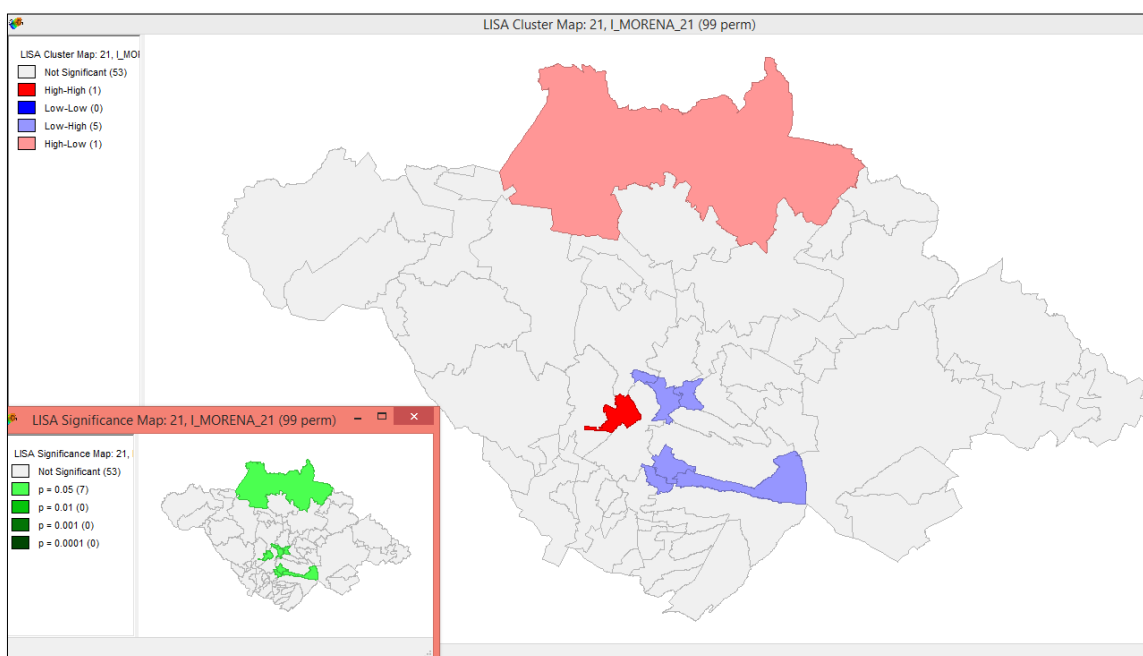 LISA Cluster Map: 21, I_MORENA_21 (99 perm)
LISA Cluster Map: 21, I_MOI
Not Significant (53)
High-High (1)
Low-Low (0)
Low-High (5)
High-Low (1)
LISA Significance Map: 21, I_MORENA_21 (99 perm)
LISA Significance Map: 21,
Not Significant (53)
p = 0.05 (7)
p = 0.01 (0)
p = 0.001 (0)
p = 0.0001 (0)